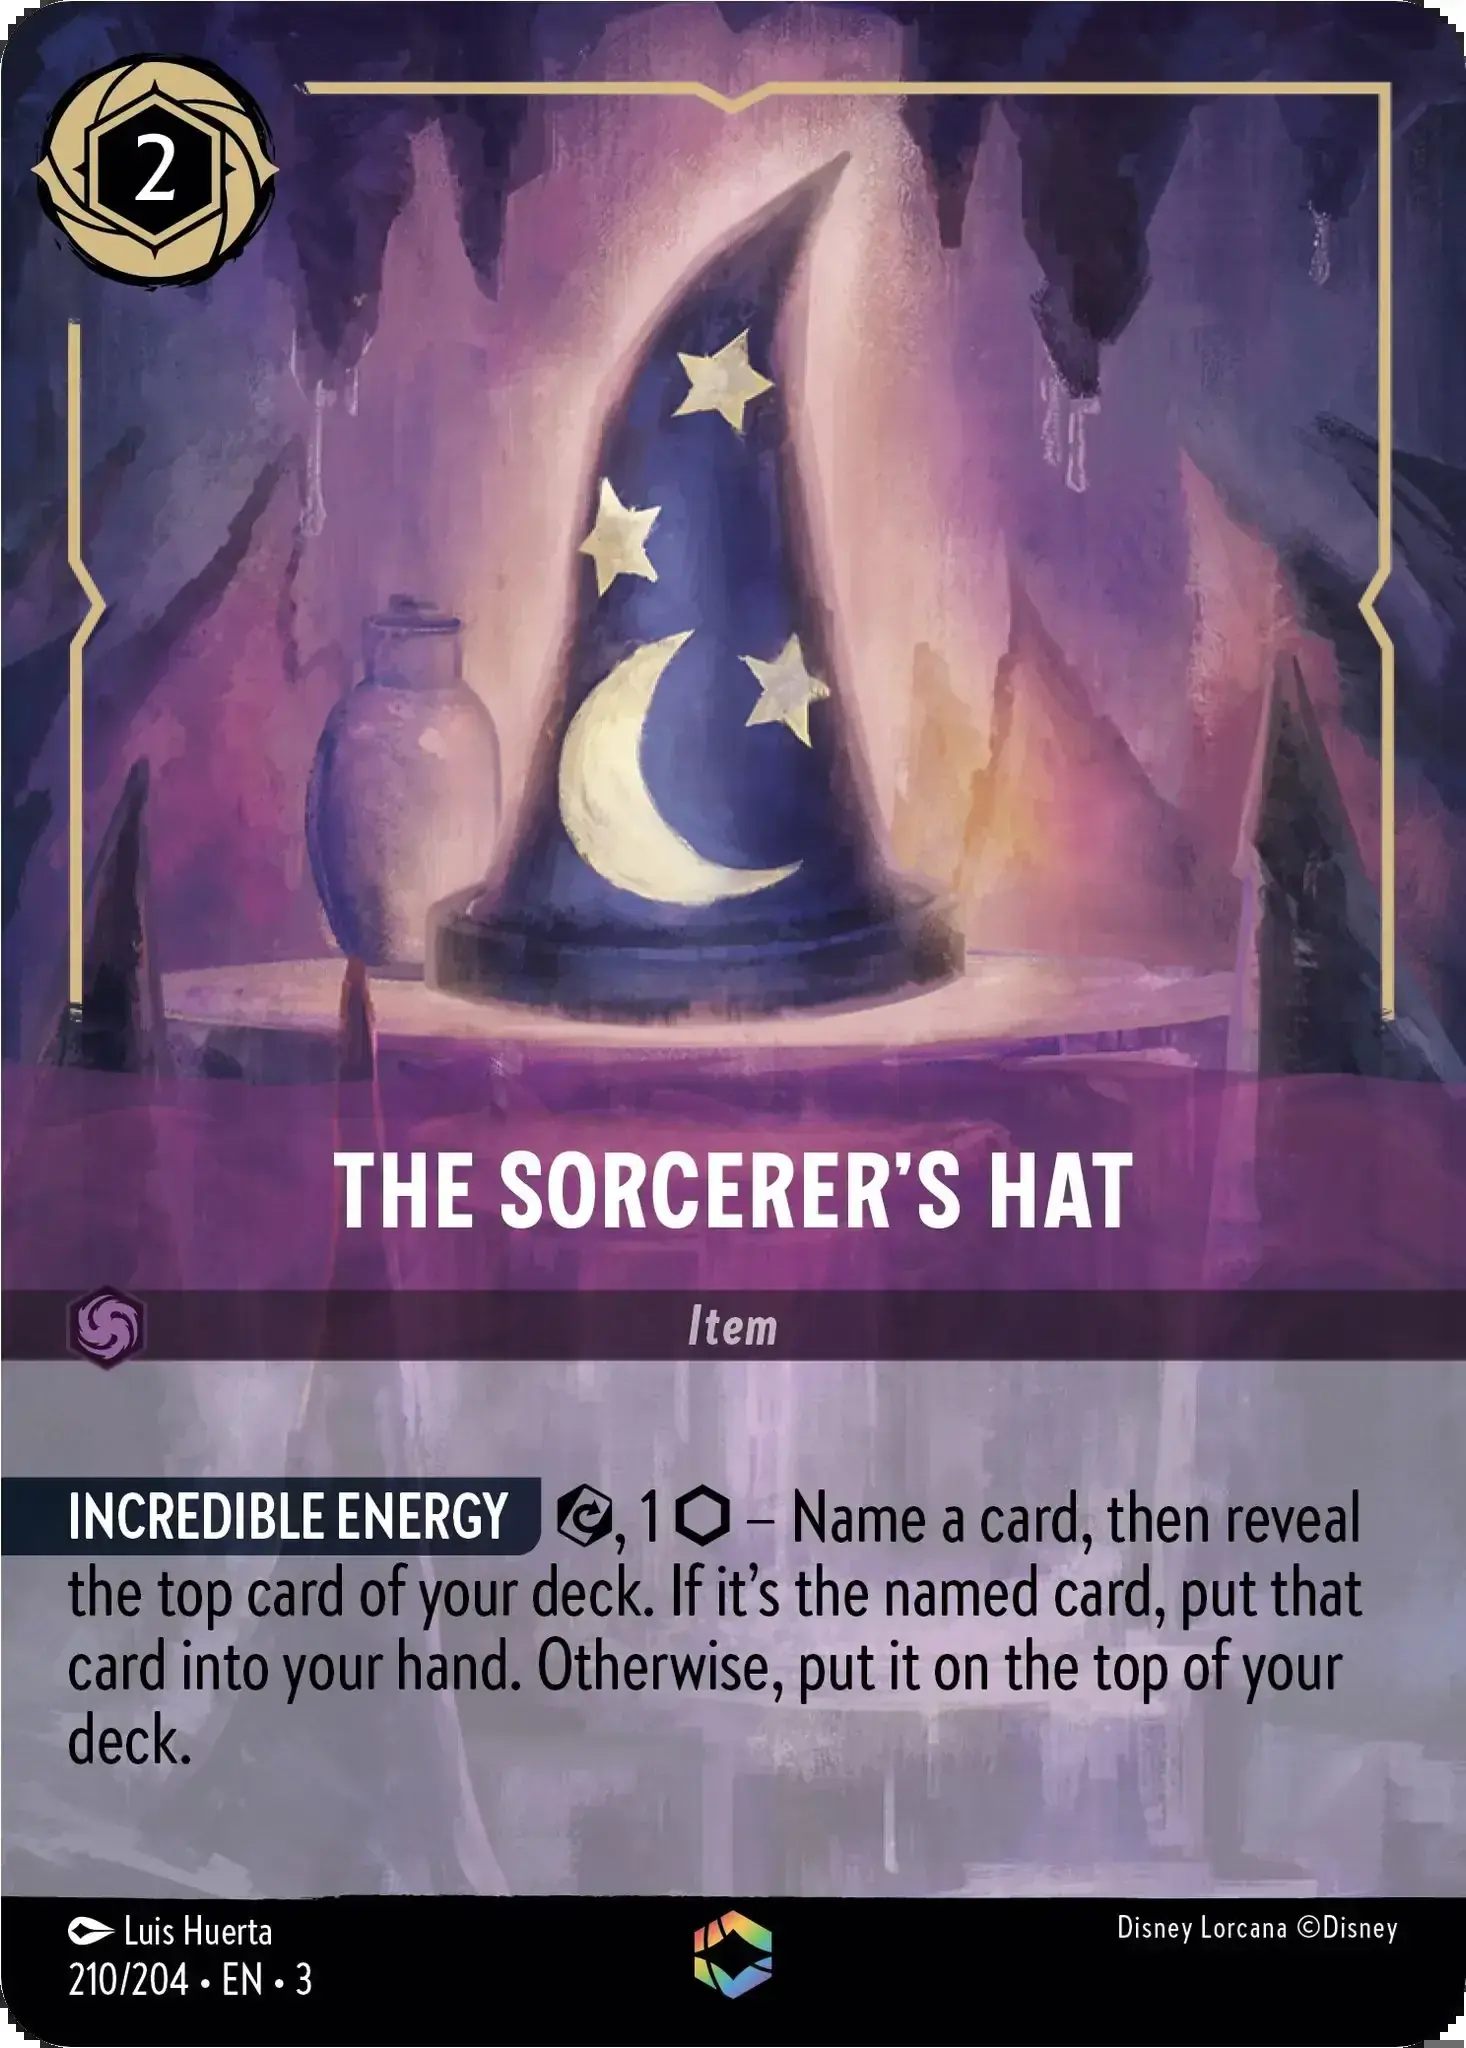 2
THE SORCERER’S HAT
Item
INCREDIBLE ENERGY , 1 – Name a card, then reveal
the top card of your deck. If it’s the named card, put that
card into your hand. Otherwise, put it on the top of your
deck.
Luis Huerta
Disney Lorcana ©Disney
210/204 • EN • 3